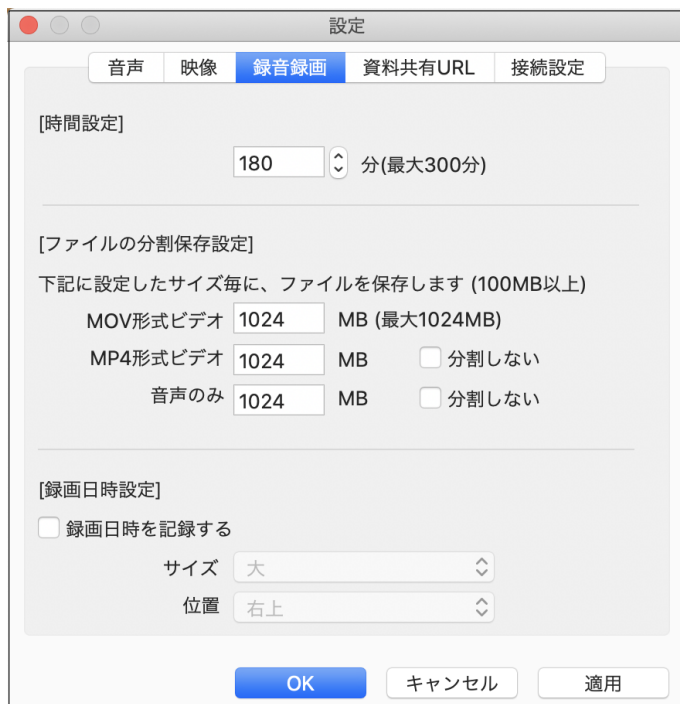 設定
音声 映像 録音録画 資料共有URL 接続設定
[時間設定]
180 分(最大300分)
[ファイルの分割保存設定]
下記に設定したサイズ毎に、ファイルを保存します (100MB以上)
MOV形式ビデオ 1024 MB (最大1024MB)
MP4形式ビデオ 1024 MB 分割しない
音声のみ 1024 MB 分割しない
[録画日時設定]
録画日時を記録する
サイズ 大
位置 右上
OK キャンセル 適用